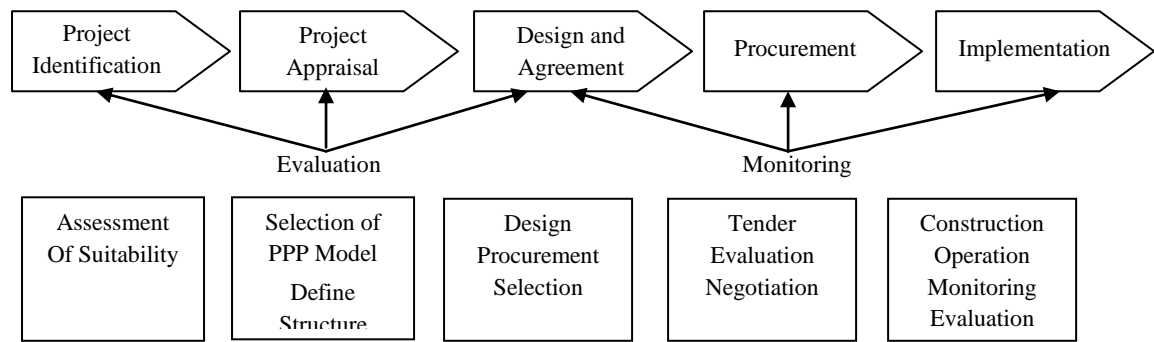 Project
Identification
Project
Appraisal
Design and
Agreement
Procurement
Implementation
Evaluation
Monitoring
Assessment
Of Suitability
Selection of
PPP Model
Define
Structure
Design
Procurement
Selection
Tender
Evaluation
Negotiation
Construction
Operation
Monitoring
Evaluation